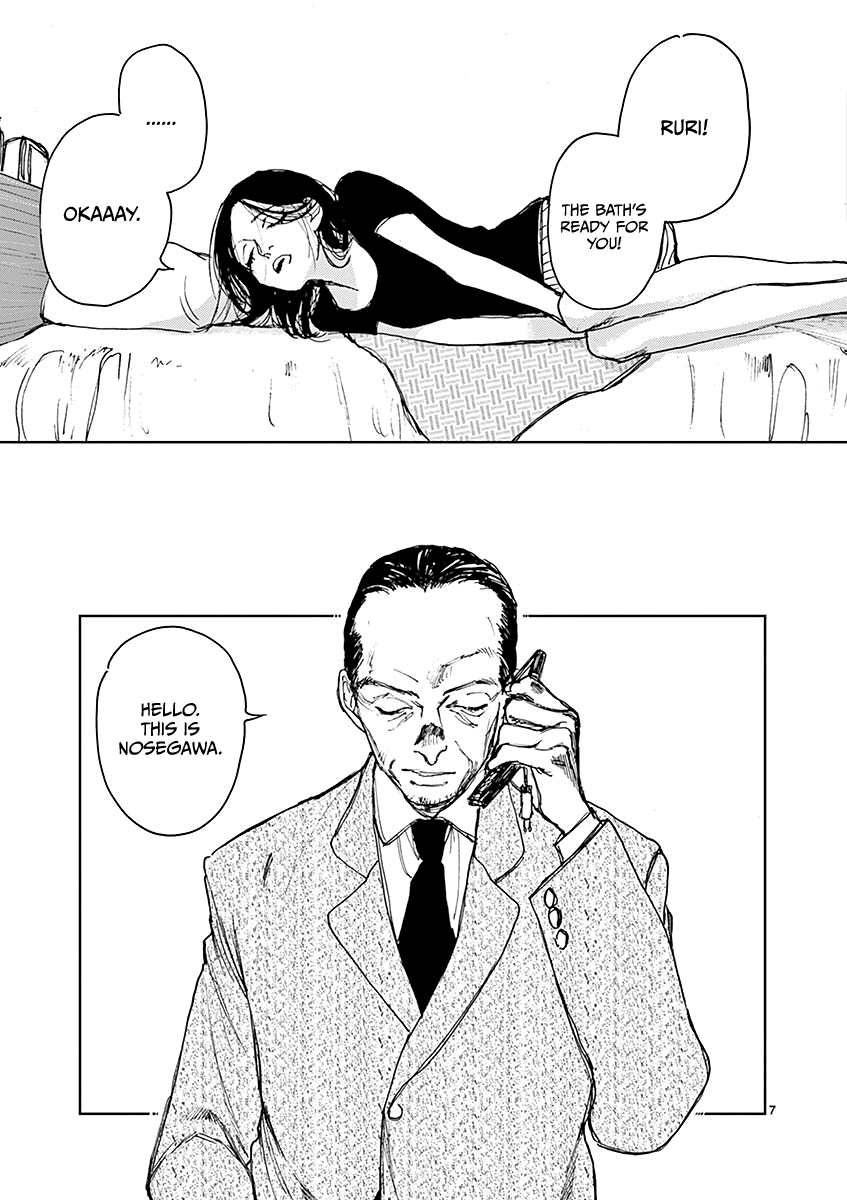 RURI!
THE BATH'S
READY FOR
YOU!
......
OKAAAY.
HELLO.
THIS IS
NOSEGAWA.
7